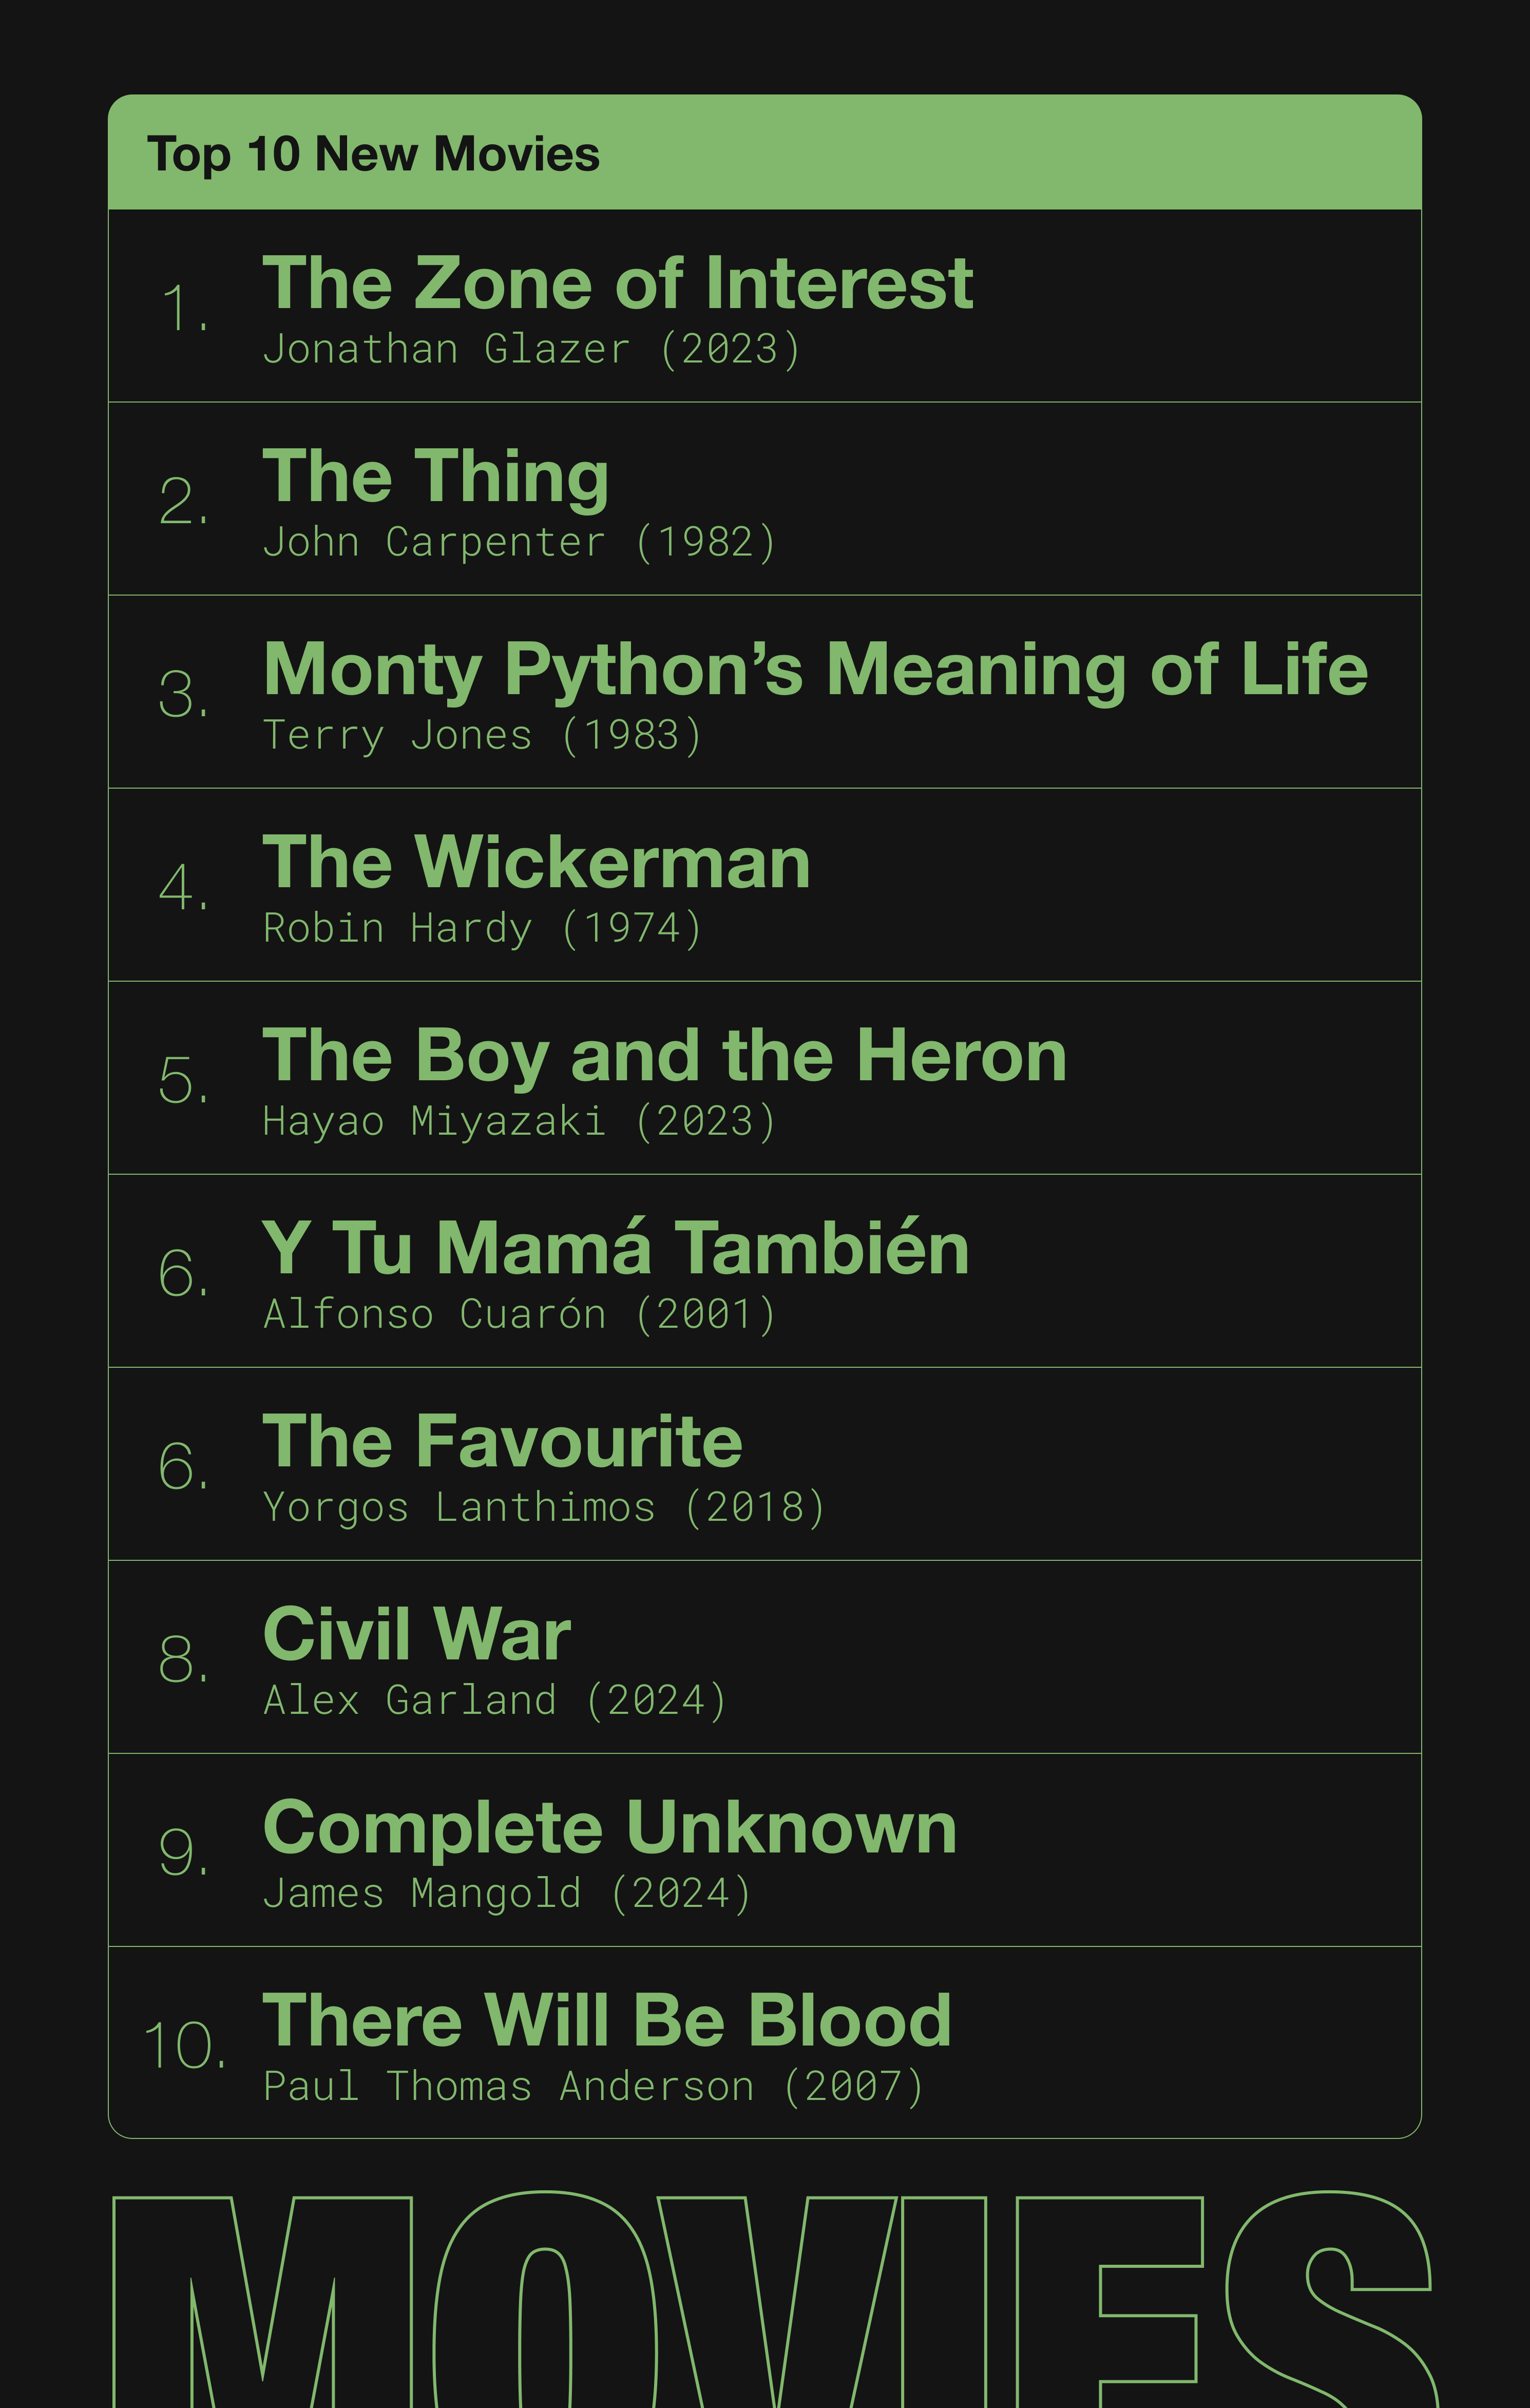 Top 10 New Movies
1.
The Zone of Interest
Jonathan Glazer (2023)
2.
The Thing
John Carpenter (1982)
3.
Monty Python’s Meaning of Life
Terry Jones (1983)
4.
The Wickerman
Robin Hardy (1974)
5.
The Boy and the Heron
Hayao Miyazaki (2023)
6.
Y Tu Mamá También
Alfonso Cuarón (2001)
6.
The Favourite
Yorgos Lanthimos (2018)
8.
Civil War
Alex Garland (2024)
9.
Complete Unknown
James Mangold (2024)
10.
There Will Be Blood
Paul Thomas Anderson (2007)
MOVIES